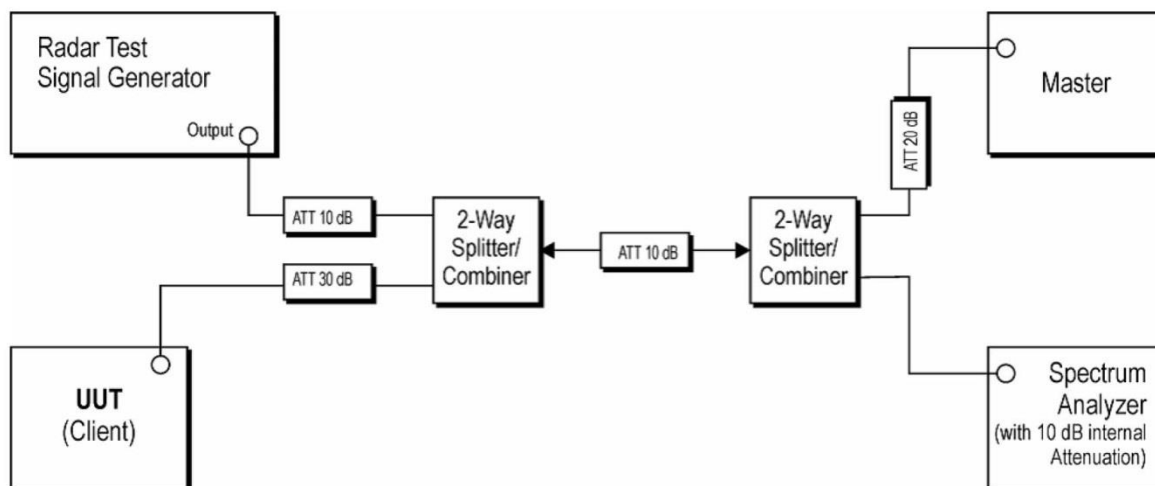 Radar Test
Signal Generator
Output
ATT 10 dB
ATT 30 dB
2-Way
Splitter/
Combiner
ATT 10 dB
2-Way
Splitter/
Combiner
ATT 20 dB
Master
UUT
(Client)
Spectrum
Analyzer
(with 10 dB internal
Attenuation)